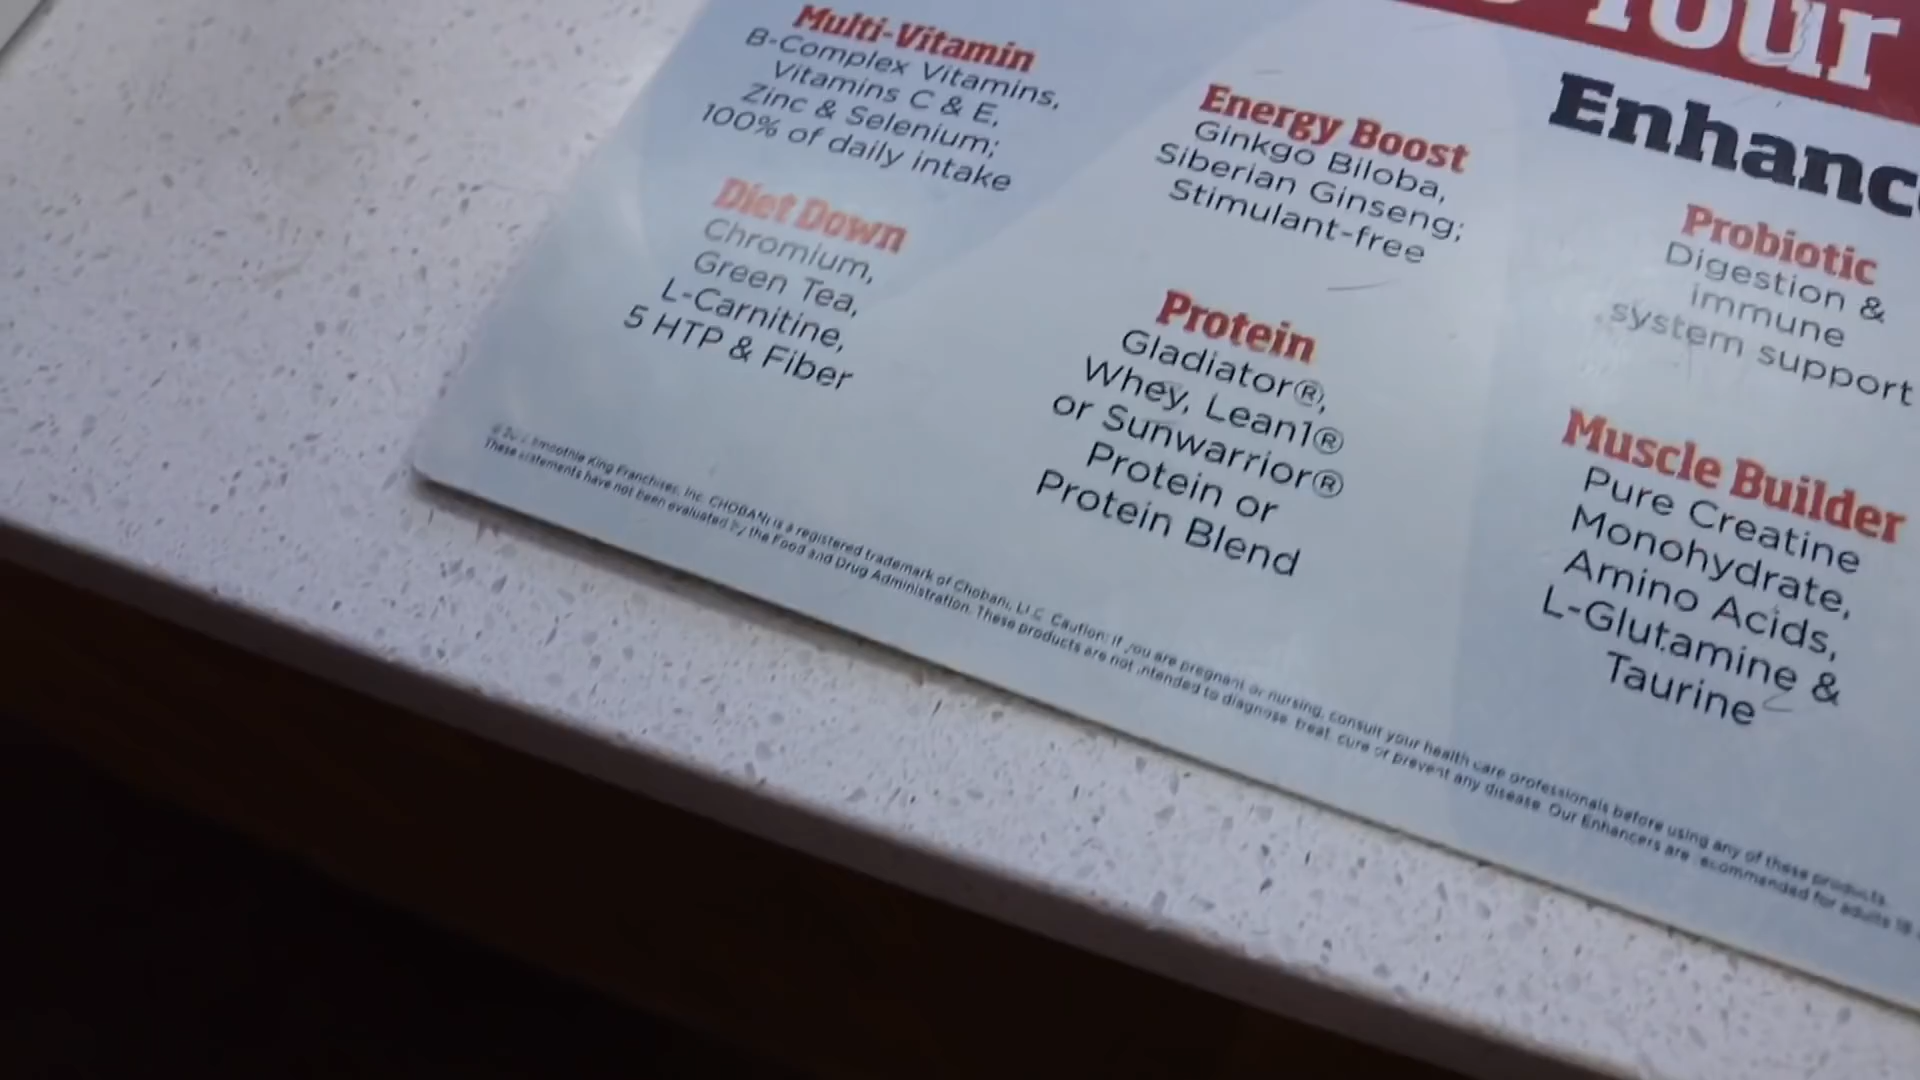 Your
Enhanc
Multi-Vitamin
B-Complex Vitamins,
Vitamins C & E,
Zinc & Selenium;
100% of daily intake
Diet Down
Chromium,
Green Tea,
L-Carnitine,
5 HTP & Fiber
Energy Boost
Ginkgo Biloba,
Siberian Ginseng;
Stimulant-free
Protein
Gladiator®,
Whey, Lean1®
or Sunwarrior®
Protein or
Protein Blend
Probiotic
Digestion &
immune
system support
Muscle Builder
Pure Creatine
Monohydrate,
Amino Acids,
L-Glutamine &
Taurine
Smoothie King Franchises, Inc. CHOBANI is a registered trademark of Chobani, LLC. Caution: If you are pregnant or nursing, consult your health care professionals before using any of these products.
These statements have not been evaluated by the Food and Drug Administration. These products are not intended to diagnose, treat, cure or prevent any disease. Our Enhancers are recommended for adults 18